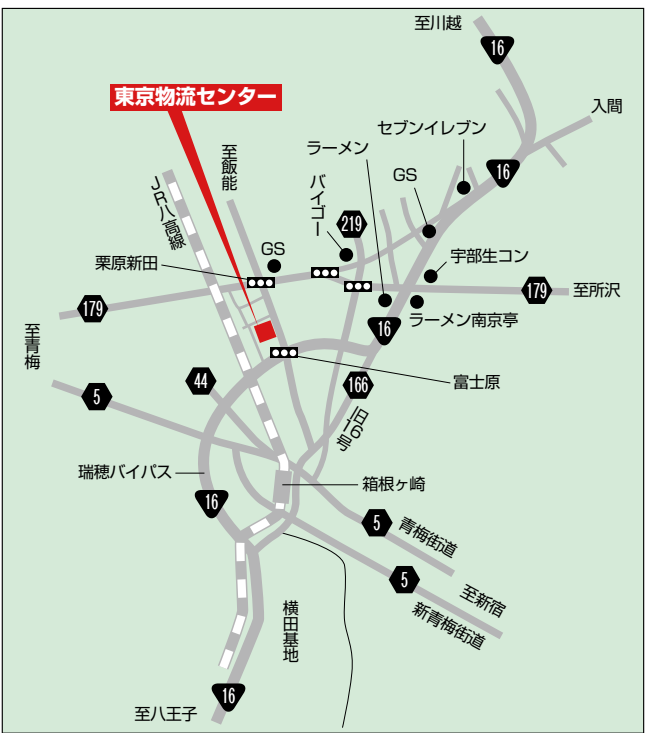 至川越
16
東京物流センター
入間
セブンイレブン
ラーメン
至飯能
16
GS
バイゴー
JR八高線
219
GS
宇部生コン
栗原新田
179
至所沢
179
ラーメン南京亭
16
至青梅
富士原
44
166
5
旧16号
瑞穂バイパス
箱根ヶ崎
16
5
青梅街道
5
至新宿
新青梅街道
横田基地
16
至八王子